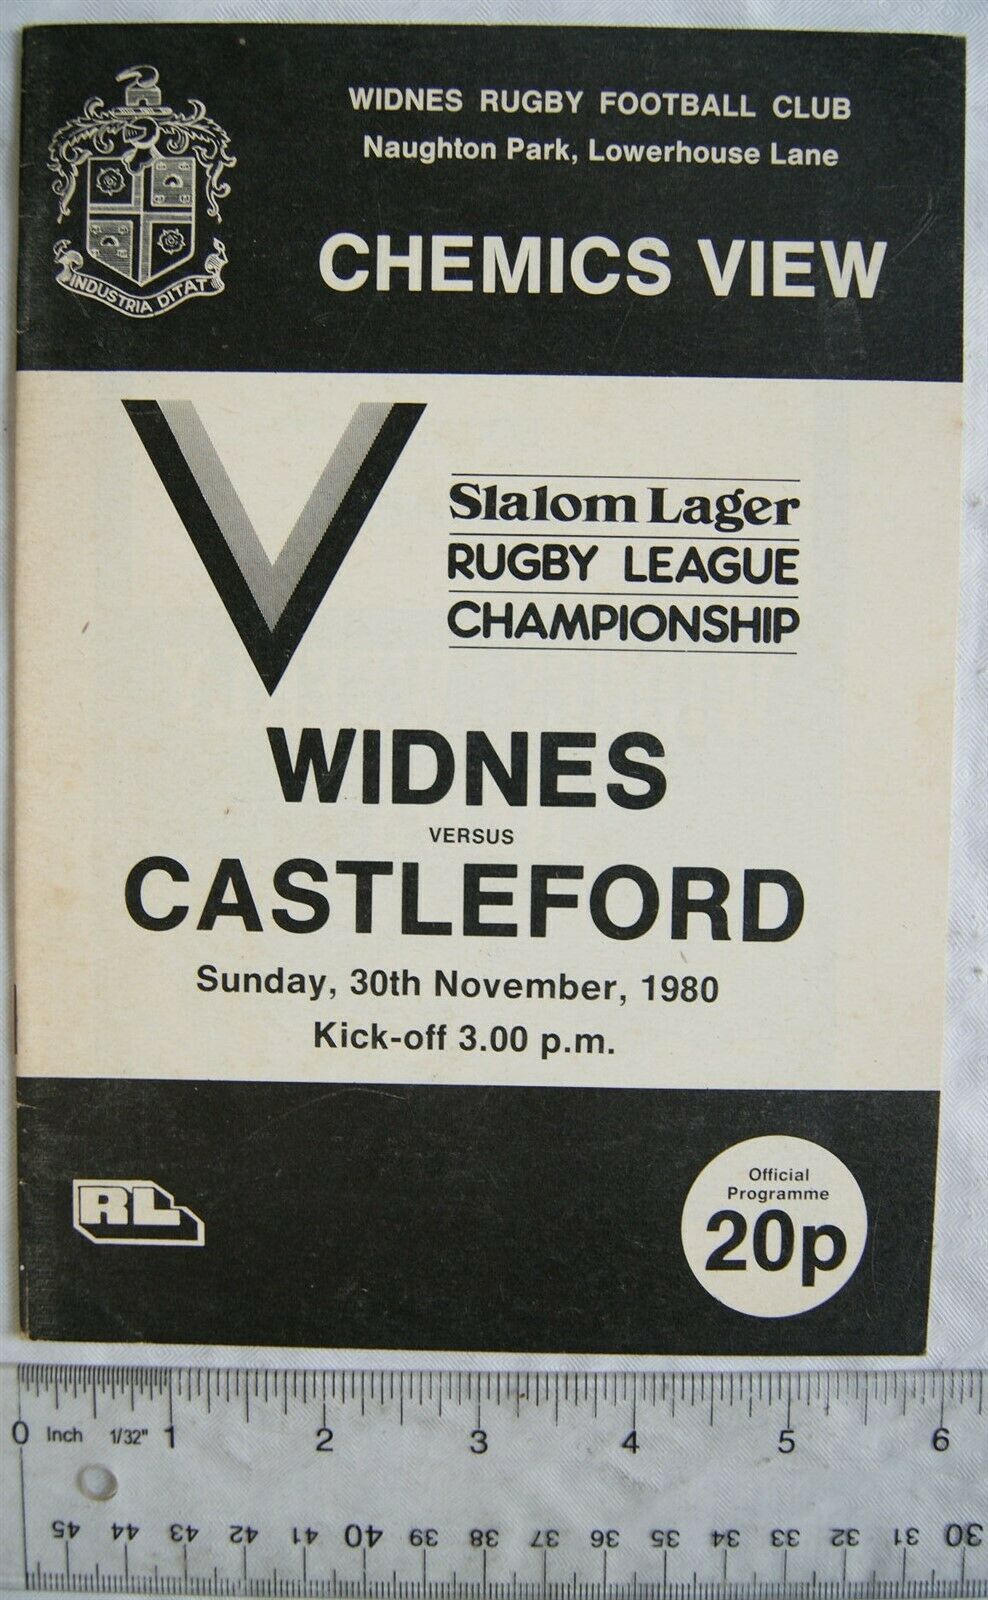 WIDNES RUGBY FOOTBALL CLUB
Naughton Park, Lowerhouse Lane
CHEMICS VIEW
INDUSTRIA DITAT
Slalom Lager
RUGBY LEAGUE
CHAMPIONSHIP
WIDNES
VERSUS
CASTLEFORD
Sunday, 30th November, 1980
Kick-off 3.00 p.m.
RL
Official
Programme
20p
0 Inch 1/32" 1 2 3 4 5 6
45 44 43 42 41 40 39 38 37 36 35 34 33 32 31 30